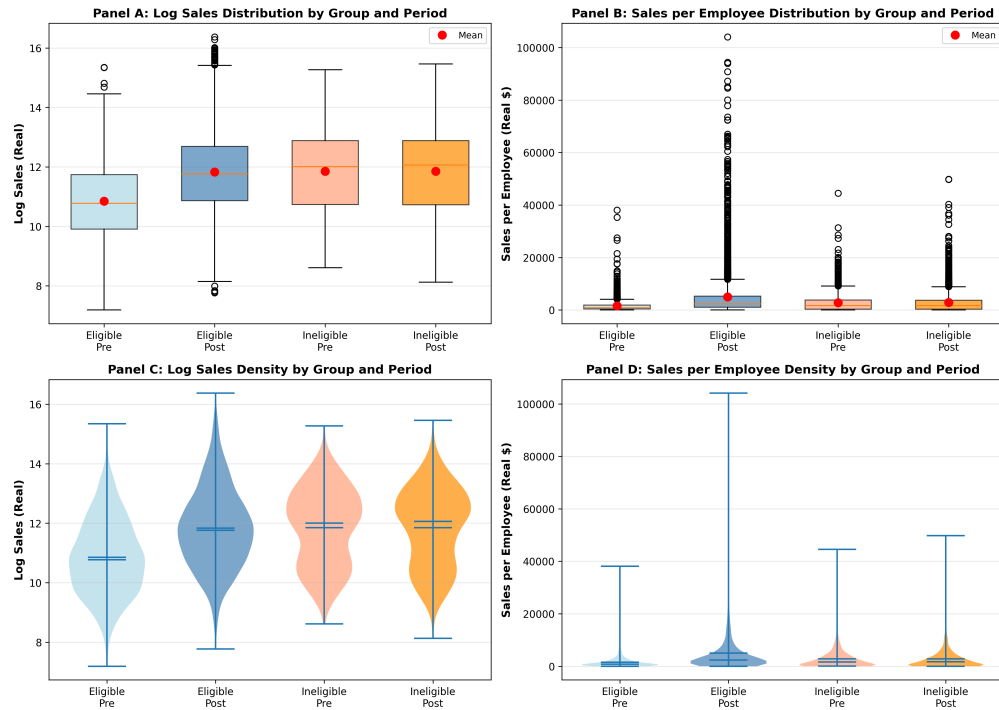 Panel A: Log Sales Distribution by Group and Period
Mean
Log Sales (Real)
16
14
12
10
8
Eligible
Pre
Eligible
Post
Ineligible
Pre
Ineligible
Post
Panel B: Sales per Employee Distribution by Group and Period
Mean
Sales per Employee (Real $)
100000
80000
60000
40000
20000
0
Eligible
Pre
Eligible
Post
Ineligible
Pre
Ineligible
Post
Panel C: Log Sales Density by Group and Period
Log Sales (Real)
16
14
12
10
8
Eligible
Pre
Eligible
Post
Ineligible
Pre
Ineligible
Post
Panel D: Sales per Employee Density by Group and Period
Sales per Employee (Real $)
100000
80000
60000
40000
20000
0
Eligible
Pre
Eligible
Post
Ineligible
Pre
Ineligible
Post